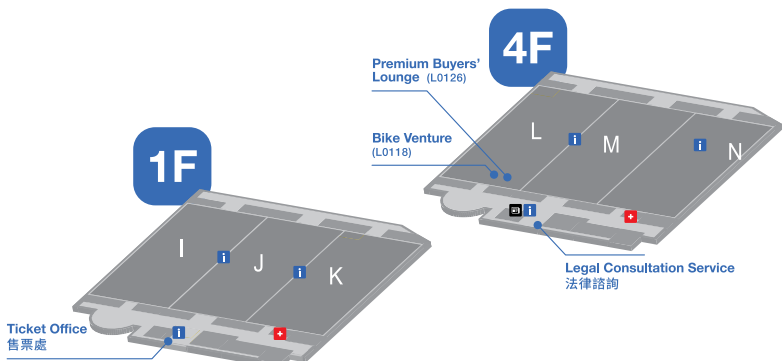 4F
Premium Buyers'
Lounge (L0126)
Bike Venture
(L0118)
L
i
M
i
N
i
Legal Consultation Service
法律諮詢
1F
I
i
J
i
K
Ticket Office
售票處
i